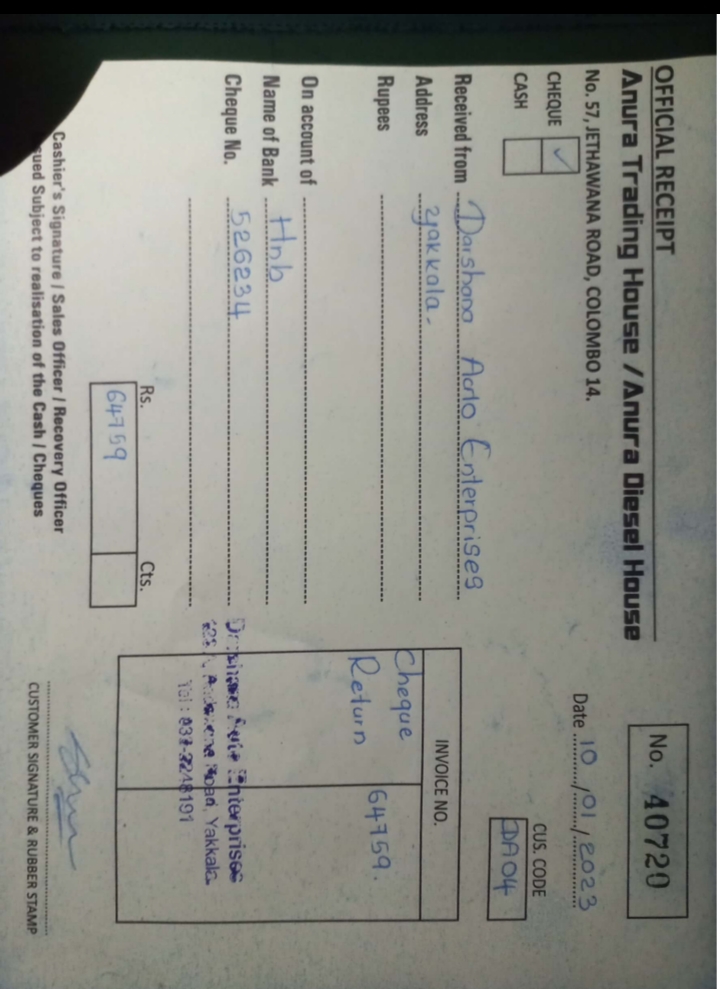 OFFICIAL RECEIPT
Anura Trading House / Anura Diesel House
No. 57, JETHAWANA ROAD, COLOMBO 14.
No. 40720
Date 10/01/2023
CHEQUE ✓
CASH
CUS. CODE DA04
Received from Darshana Auto Enterprises
Address yakkala.
Rupees
On account of
Name of Bank Hnb
Cheque No. 526234
Rs. Cts.
64759
INVOICE NO.
Cheque Return 64759.
Auto Enterprises
Road, Yakkala.
Cashier's Signature / Sales Officer / Recovery Officer
Subject to realisation of the Cash / Cheques
CUSTOMER SIGNATURE & RUBBER STAMP